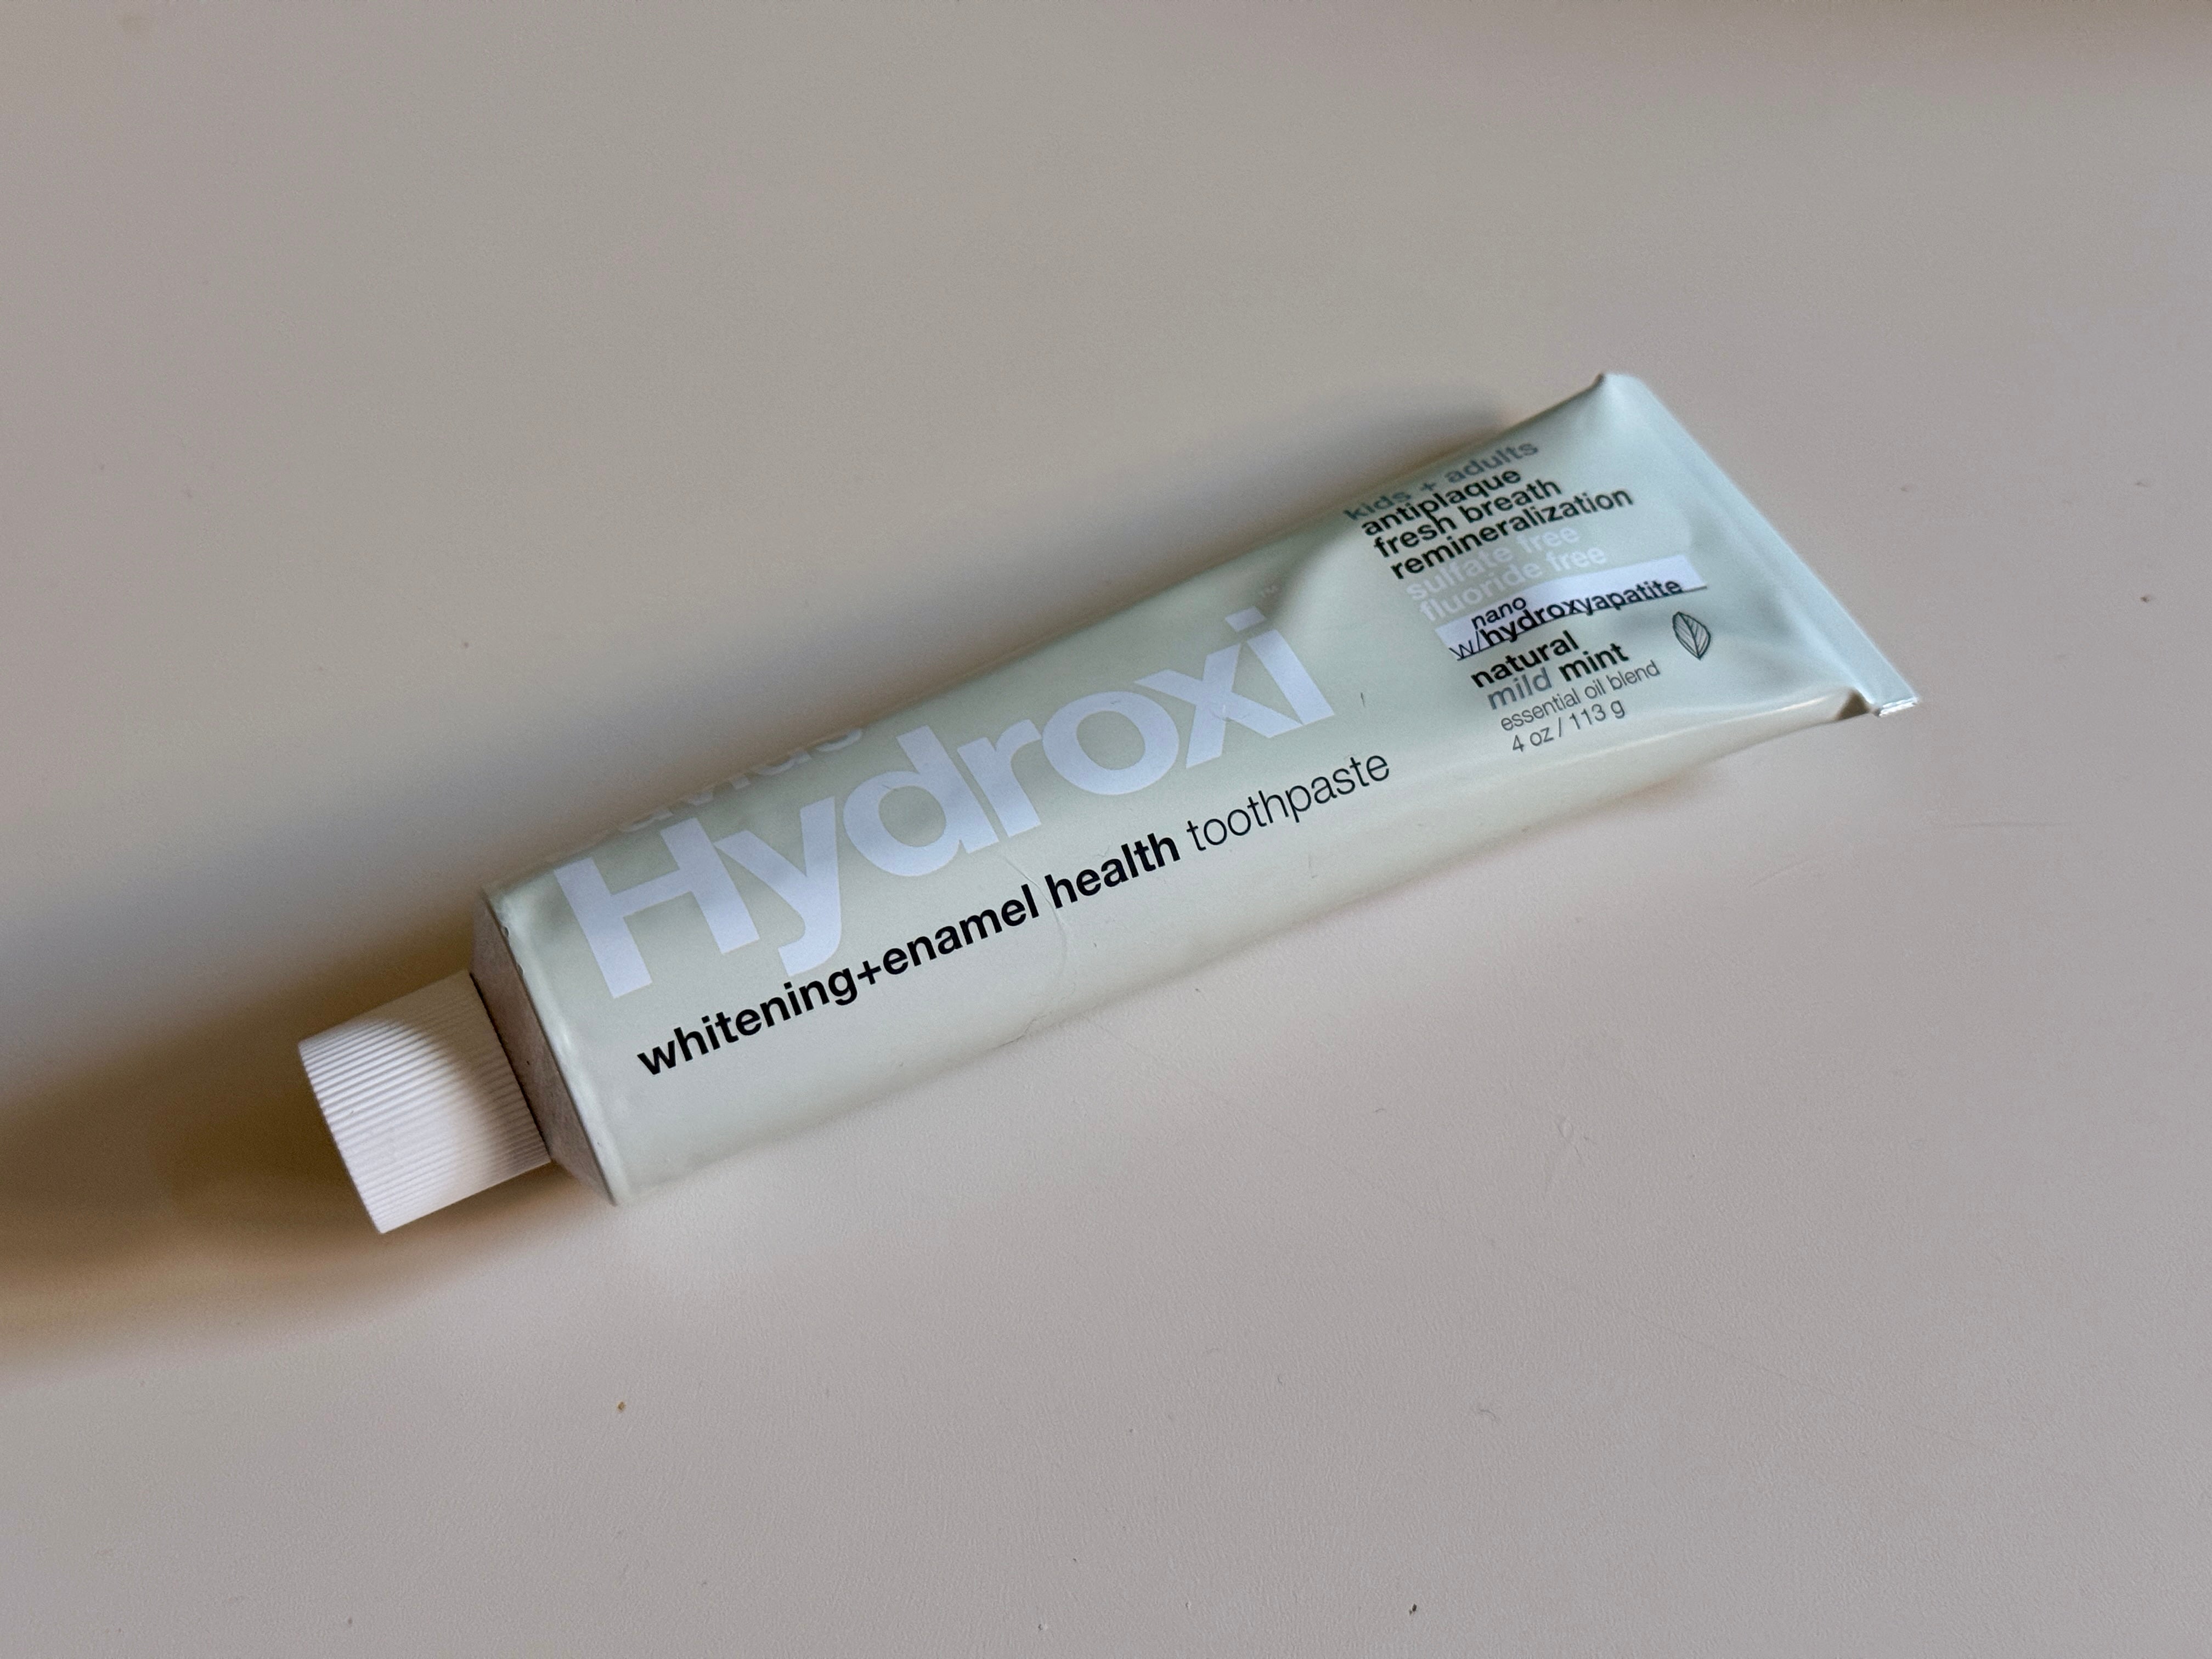 Hydroxi™
whitening+enamel health toothpaste
kids + adults
antiplaque
fresh breath
remineralization
sulfate free
fluoride free
nano
w/hydroxyapatite
natural
mild mint
essential oil blend
4 oz / 113 g